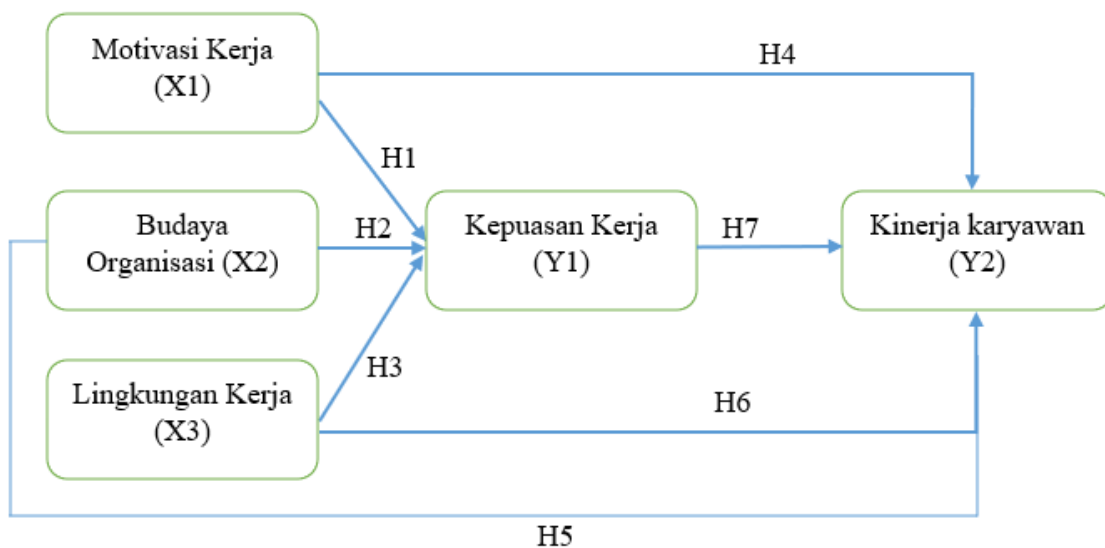 Motivasi Kerja
(X1)
H4
H1
Budaya
Organisasi (X2)
H2
Kepuasan Kerja
(Y1)
H7
Kinerja karyawan
(Y2)
H3
Lingkungan Kerja
(X3)
H6
H5